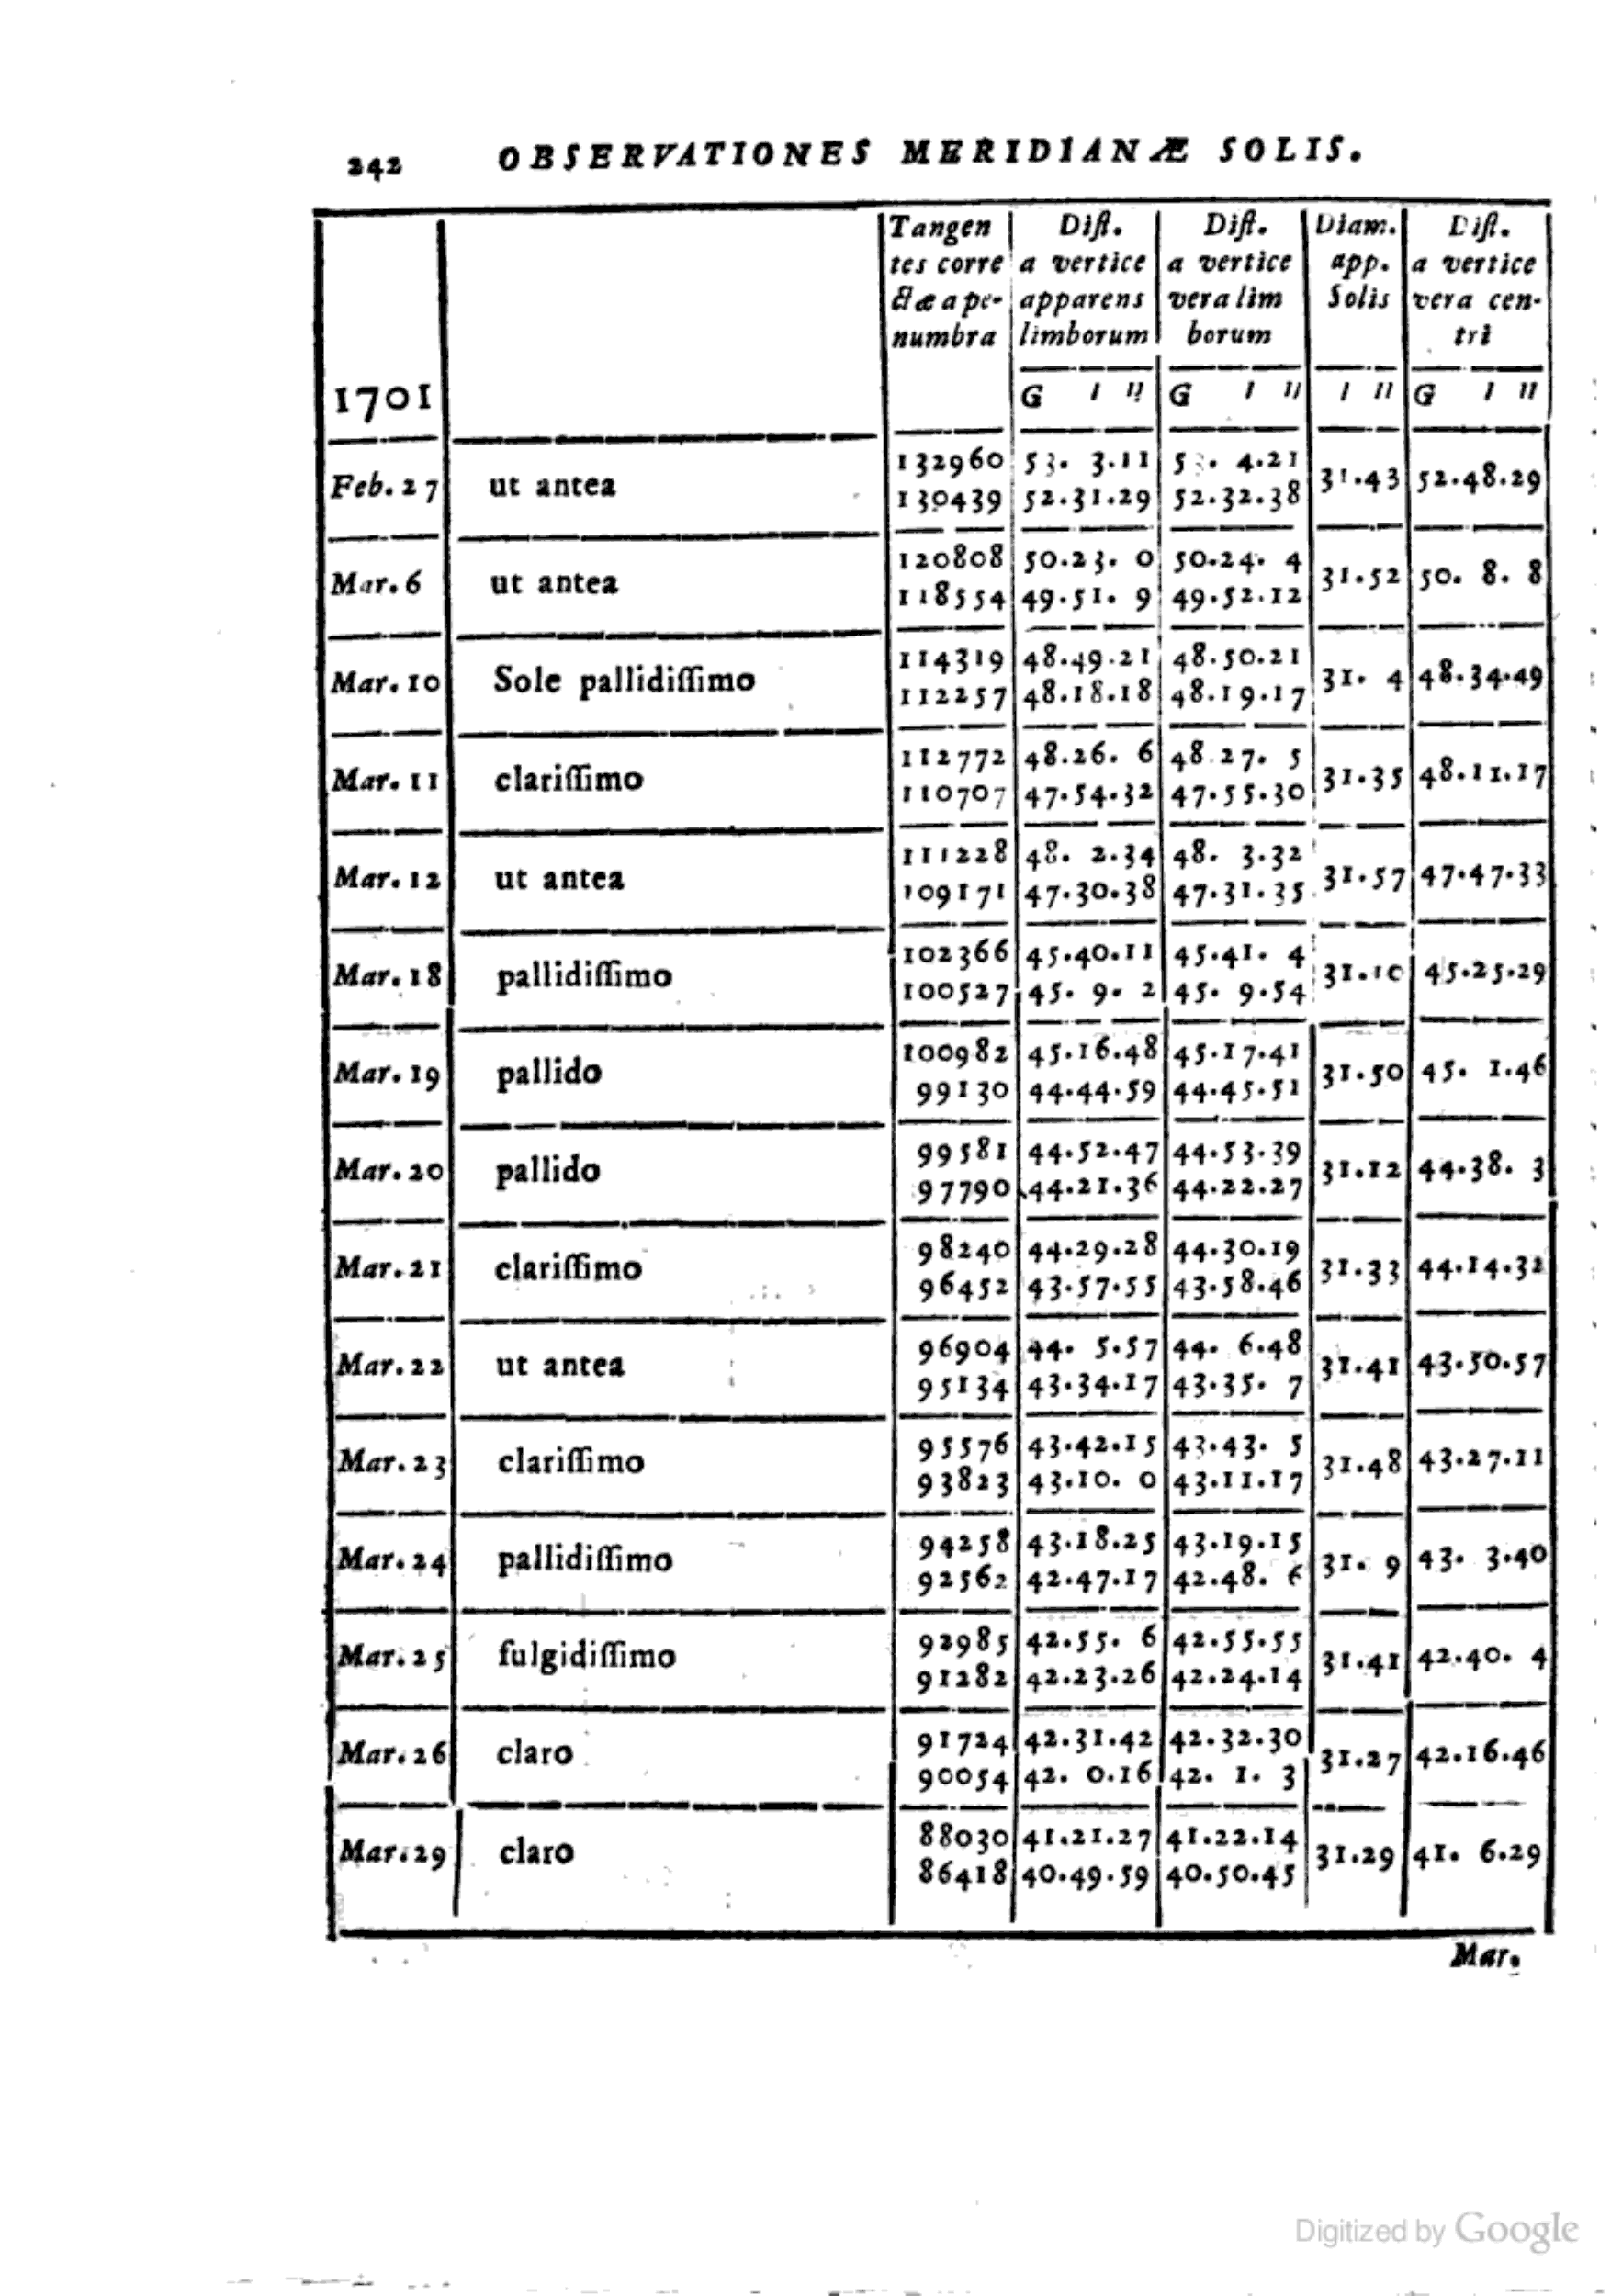 242 OBSERVATIONES MERIDIANÆ SOLIS.
1701
Tangen
tes corre
ctæ a pe-
numbra
Diſt.
a vertice
apparens
limborum
G I II
Diſt.
a vertice
vera lim
borum
G I II
Diam.
app.
Solis
I II
Diſt.
a vertice
vera cen-
tri
G I II
Feb. 27 ut antea 132960 53. 3.11 4.21 31.43 52.48.29
130439 52.31.29 52.32.38
Mar. 6 ut antea 120808 50.23. 0 50.24. 4 31.52 50. 8. 8
118554 49.51. 9 49.52.12
Mar. 10 Sole pallidiſſimo 114319 48.49.21 48.50.21 31. 4 48.34.49
112257 48.18.18 48.19.17
Mar. 11 clariſſimo 112772 48.26. 6 48.27. 5 31.35 48.11.17
110707 47.54.32 47.55.30
Mar. 12 ut antea 111228 48. 2.34 48. 3.32 31.57 47.47.33
109171 47.30.38 47.31.35
Mar. 18 pallidiſſimo 102366 45.40.11 45.41. 4 31.10 45.25.29
100527 45. 9. 2 45. 9.54
Mar. 19 pallido 100982 45.16.48 45.17.41 31.50 45. 1.46
99130 44.44.59 44.45.51
Mar. 20 pallido 99581 44.52.47 44.53.39 31.12 44.38. 3
97790 44.21.36 44.22.27
Mar. 21 clariſſimo 98240 44.29.28 44.30.19 31.33 44.14.32
96452 43.57.55 43.58.46
Mar. 22 ut antea 96904 44. 5.57 44. 6.48 31.41 43.50.57
95134 43.34.17 43.35. 7
Mar. 23 clariſſimo 95576 43.42.15 43.43. 5 31.48 43.27.11
93823 43.10. 0 43.11.17
Mar. 24 pallidiſſimo 94258 43.18.25 43.19.15 31. 9 43. 3.40
92562 42.47.17 42.48. 6
Mar. 25 fulgidiſſimo 92985 42.55. 6 42.55.55 31.41 42.40. 4
91282 42.23.26 42.24.14
Mar. 26 claro 91724 42.31.42 42.32.30 31.27 42.16.46
90054 42. 0.16 42. 1. 3
Mar. 29 claro 88030 41.21.27 41.22.14 31.29 41. 6.29
86418 40.49.59 40.50.45
Mar.
Digitized by Google